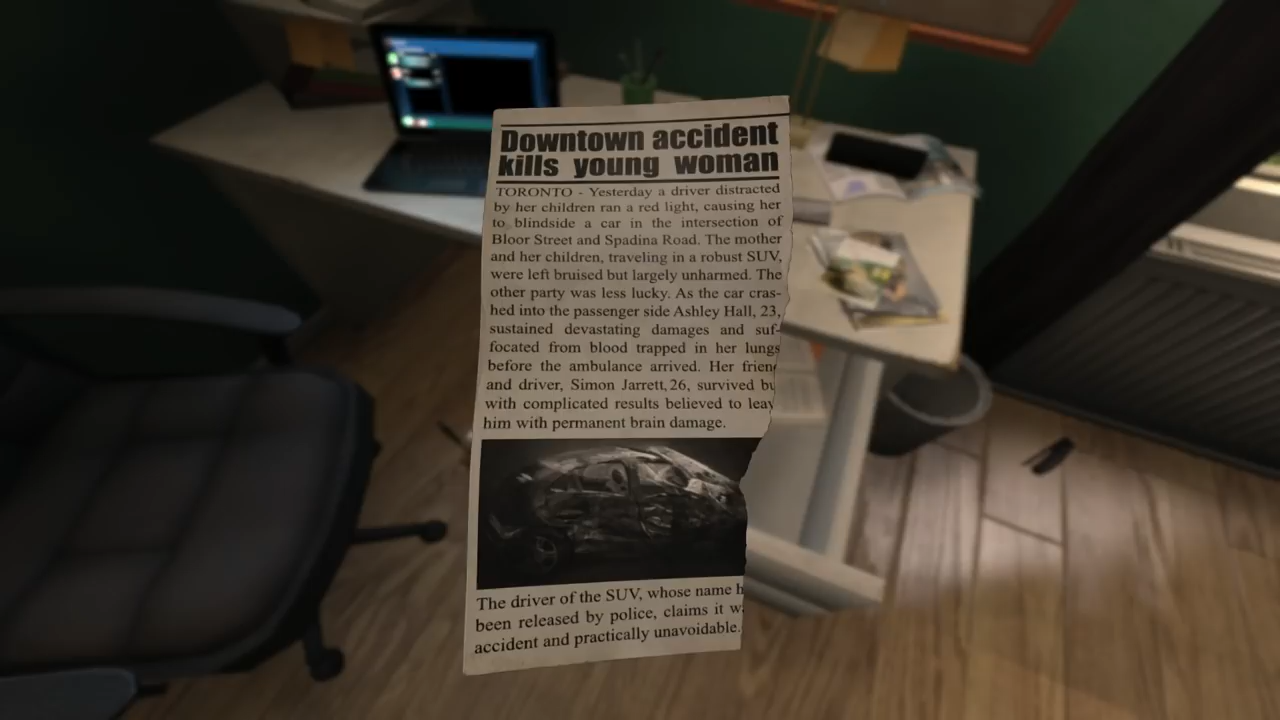 Downtown accident
kills young woman
TORONTO - Yesterday a driver distracted
by her children ran a red light, causing her
to blindside a car in the intersection of
Bloor Street and Spadina Road. The mother
and her children, traveling in a robust SUV,
were left bruised but largely unharmed. The
other party was less lucky. As the car cras-
hed into the passenger side Ashley Hall, 23,
sustained devastating damages and suf-
focated from blood trapped in her lungs
before the ambulance arrived. Her frien
and driver, Simon Jarrett, 26, survived bu
with complicated results believed to leav
him with permanent brain damage.
The driver of the SUV, whose name h
been released by police, claims it w
accident and practically unavoidable.